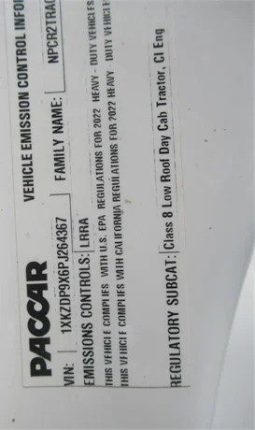 PACCAR VEHICLE EMISSION CONTROL INFOR
VIN: 1XKZDP9X6PJ264367 FAMILY NAME: NPCR2TRAC
EMISSIONS CONTROLS: LRRA
THIS VEHICLE COMPLIES WITH U.S. EPA REGULATIONS FOR 2022 HEAVY - DUTY VEHICLES
THIS VEHICLE COMPLIES WITH CALIFORNIA REGULATIONS FOR 2022 HEAVY DUTY VEHICLES
REGULATORY SUBCAT: Class 8 Low Roof Day Cab Tractor, CI Eng